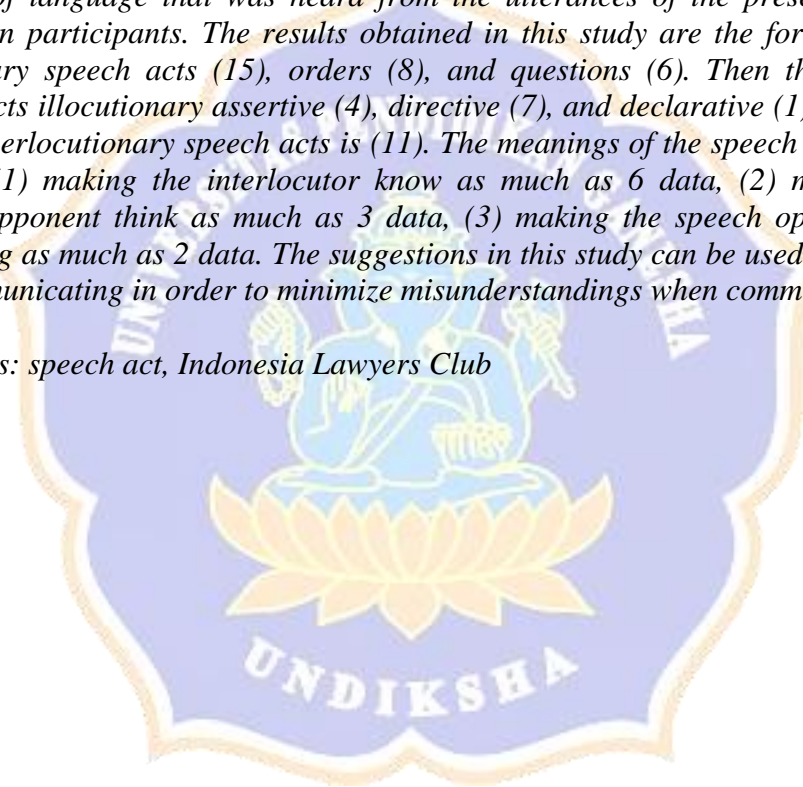 of language that was heard from the utterances of the pres
n participants. The results obtained in this study are the for
ary speech acts (15), orders (8), and questions (6). Then th
cts illocutionary assertive (4), directive (7), and declarative (1)
erlocutionary speech acts is (11). The meanings of the speech
1) making the interlocutor know as much as 6 data, (2) m
pponent think as much as 3 data, (3) making the speech op
g as much as 2 data. The suggestions in this study can be used
municating in order to minimize misunderstandings when comm
s: speech act, Indonesia Lawyers Club
UNIVERSITAS PENDIDIKAN GANESHA
UNDIKSHA